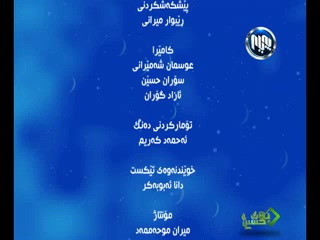 پێشکەشکردنی
ڕێبوار میرانی
کامێرا
عوسمان شەمێرانی
سۆران حسێن
ئازاد گۆران
تۆمارکردنی دەنگ
ئەحمەد کەریم
خوێندنەوەی تێکست
دانا ئەبوبەکر
مۆنتاژ
میران موحەممەد